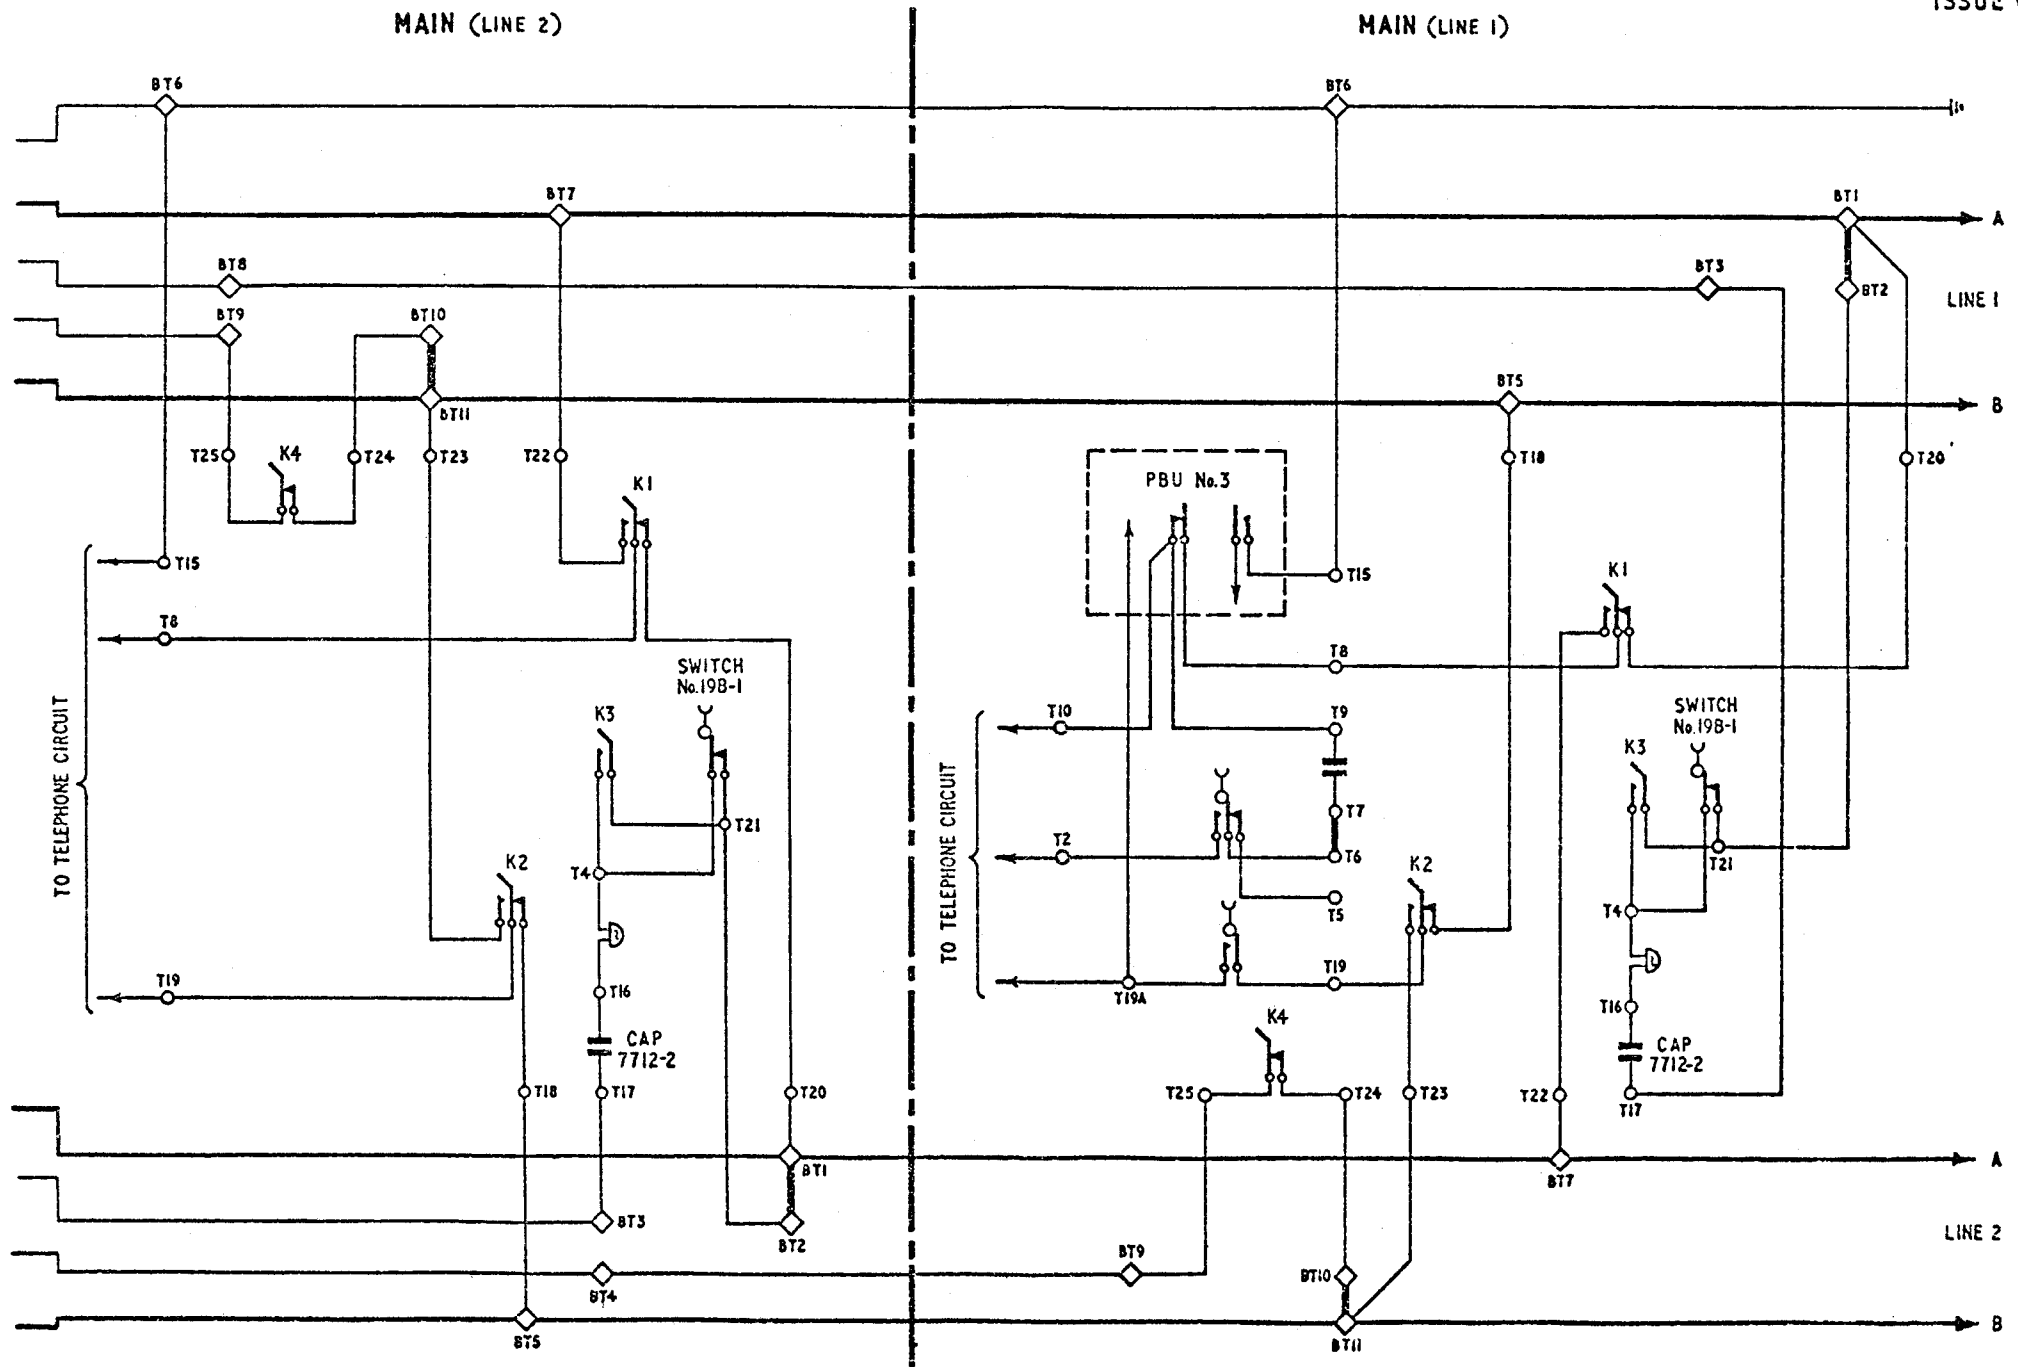 ISSUE
MAIN (LINE 2)
MAIN (LINE 1)
BT6
BT6
BT7
BT1
A
BT8
BT3
BT2
LINE 1
BT9
BT10
BT5
BT11
B
T25
K4
T24
T23
T22
K1
T18
T20
PBU No.3
T15
T15
K1
T8
T8
SWITCH
No.19B-1
K3
TO TELEPHONE CIRCUIT
T21
T10
T9
SWITCH
No.19B-1
K3
TO TELEPHONE CIRCUIT
T7
T2
T6
T21
K2
T4
K2
T5
T4
T19
T16
T19A
T19
T16
CAP
7712-2
K4
CAP
7712-2
T18
T17
T20
T25
T24
T23
T22
T17
BT1
BT7
A
BT3
BT2
LINE 2
BT4
BT9
BT10
BT5
BT11
B